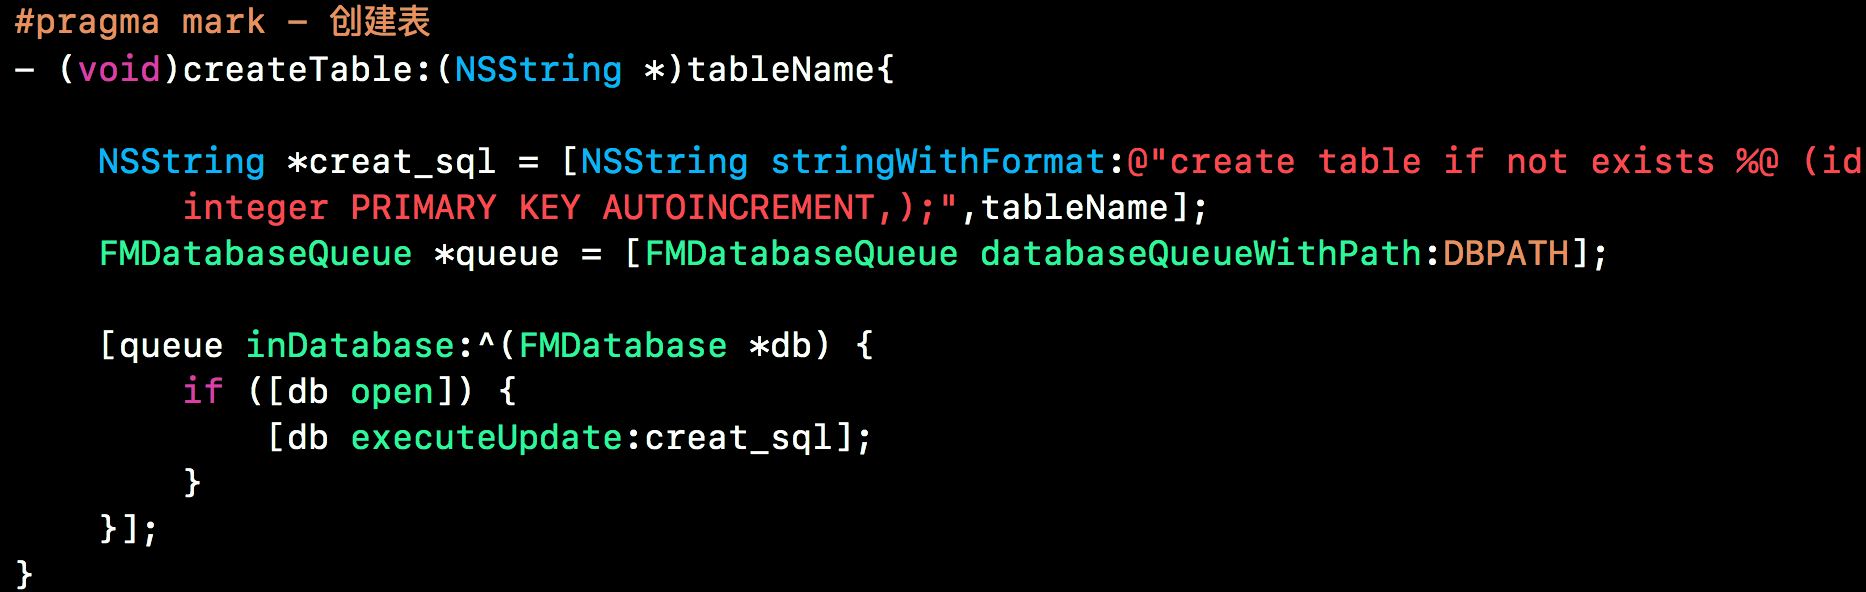 #pragma mark - 创建表
- (void)createTable:(NSString *)tableName{
NSString *creat_sql = [NSString stringWithFormat:@"create table if not exists %@ (id
integer PRIMARY KEY AUTOINCREMENT,);",tableName];
FMDatabaseQueue *queue = [FMDatabaseQueue databaseQueueWithPath:DBPATH];
[queue inDatabase:^(FMDatabase *db) {
if ([db open]) {
[db executeUpdate:creat_sql];
}
}];
}